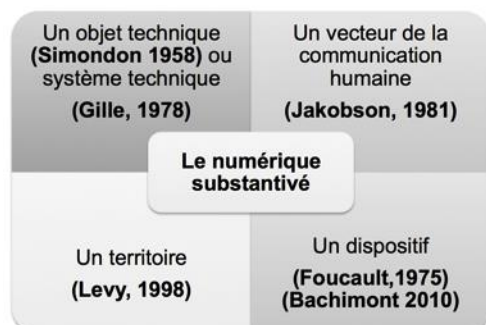 Un objet technique
(Simondon 1958) ou
système technique
(Gille, 1978)
Un vecteur de la
communication
humaine
(Jakobson, 1981)
Le numérique
substantivé
Un territoire
(Levy, 1998)
Un dispositif
(Foucault,1975)
(Bachimont 2010)